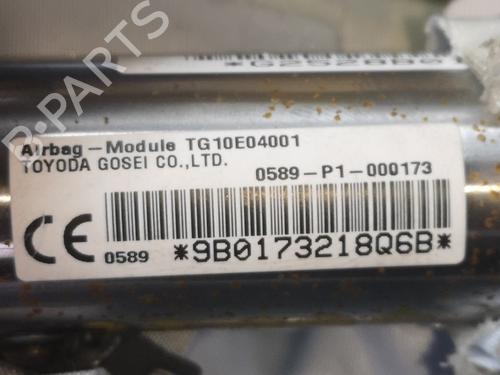 Airbag-Module TG10E04001
TOYODA GOSEI CO.,LTD.
0589-P1-000173
CE
0589
*9B0173218Q6B*
B-PARTS